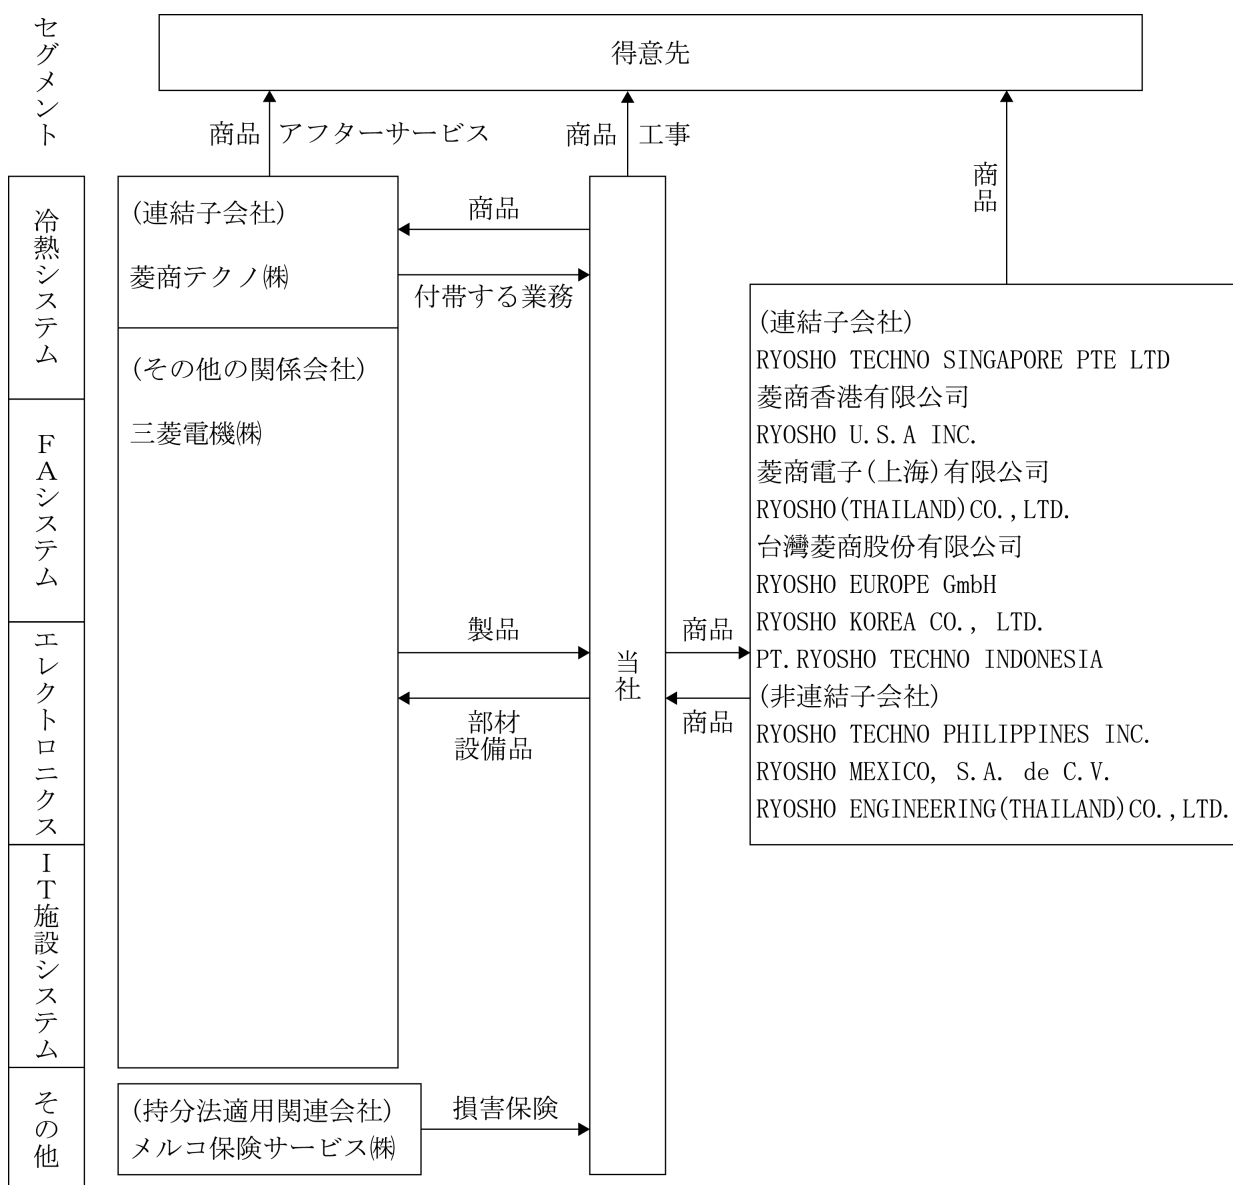 セグメント
得意先
商品 アフターサービス
商品 工事
商品
冷熱システム
FAシステム
エレクトロニクス
IT施設システム
その他
(連結子会社)
菱商テクノ㈱
商品
付帯する業務
(その他の関係会社)
三菱電機㈱
製品
部材
設備品
当社
商品
商品
(連結子会社)
RYOSHO TECHNO SINGAPORE PTE LTD
菱商香港有限公司
RYOSHO U.S.A INC.
菱商電子(上海)有限公司
RYOSHO(THAILAND)CO.,LTD.
台灣菱商股份有限公司
RYOSHO EUROPE GmbH
RYOSHO KOREA CO., LTD.
PT.RYOSHO TECHNO INDONESIA
(非連結子会社)
RYOSHO TECHNO PHILIPPINES INC.
RYOSHO MEXICO, S.A. de C.V.
RYOSHO ENGINEERING(THAILAND)CO.,LTD.
(持分法適用関連会社)
メルコ保険サービス㈱
損害保険